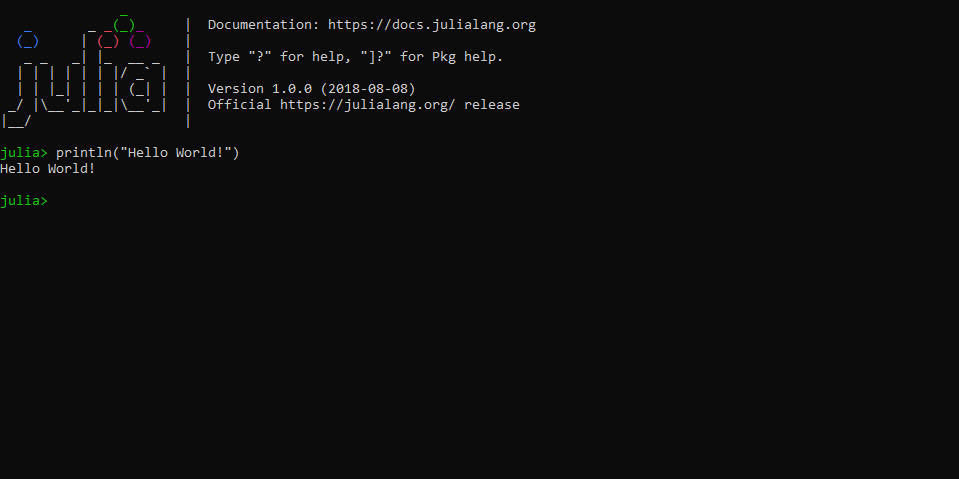 Documentation: https://docs.julialang.org
Type "?" for help, "]?" for Pkg help.
Version 1.0.0 (2018-08-08)
Official https://julialang.org/ release
julia> println("Hello World!")
Hello World!
julia>